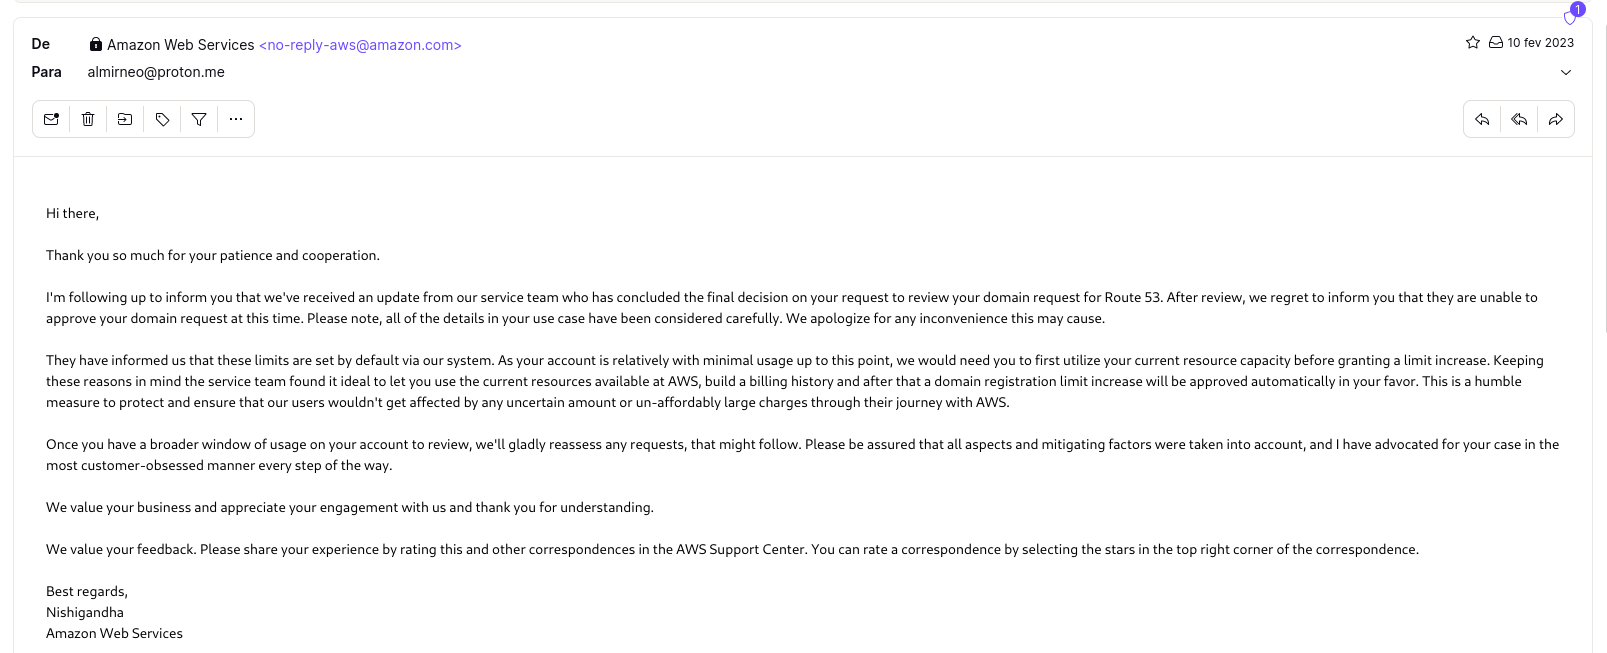 1
De Amazon Web Services <no-reply-aws@amazon.com> 10 fev 2023
Para almirneo@proton.me
Hi there,
Thank you so much for your patience and cooperation.
I'm following up to inform you that we've received an update from our service team who has concluded the final decision on your request to review your domain request for Route 53. After review, we regret to inform you that they are unable to
approve your domain request at this time. Please note, all of the details in your use case have been considered carefully. We apologize for any inconvenience this may cause.
They have informed us that these limits are set by default via our system. As your account is relatively with minimal usage up to this point, we would need you to first utilize your current resource capacity before granting a limit increase. Keeping
these reasons in mind the service team found it ideal to let you use the current resources available at AWS, build a billing history and after that a domain registration limit increase will be approved automatically in your favor. This is a humble
measure to protect and ensure that our users wouldn't get affected by any uncertain amount or un-affordably large charges through their journey with AWS.
Once you have a broader window of usage on your account to review, we'll gladly reassess any requests, that might follow. Please be assured that all aspects and mitigating factors were taken into account, and I have advocated for your case in the
most customer-obsessed manner every step of the way.
We value your business and appreciate your engagement with us and thank you for understanding.
We value your feedback. Please share your experience by rating this and other correspondences in the AWS Support Center. You can rate a correspondence by selecting the stars in the top right corner of the correspondence.
Best regards,
Nishigandha
Amazon Web Services